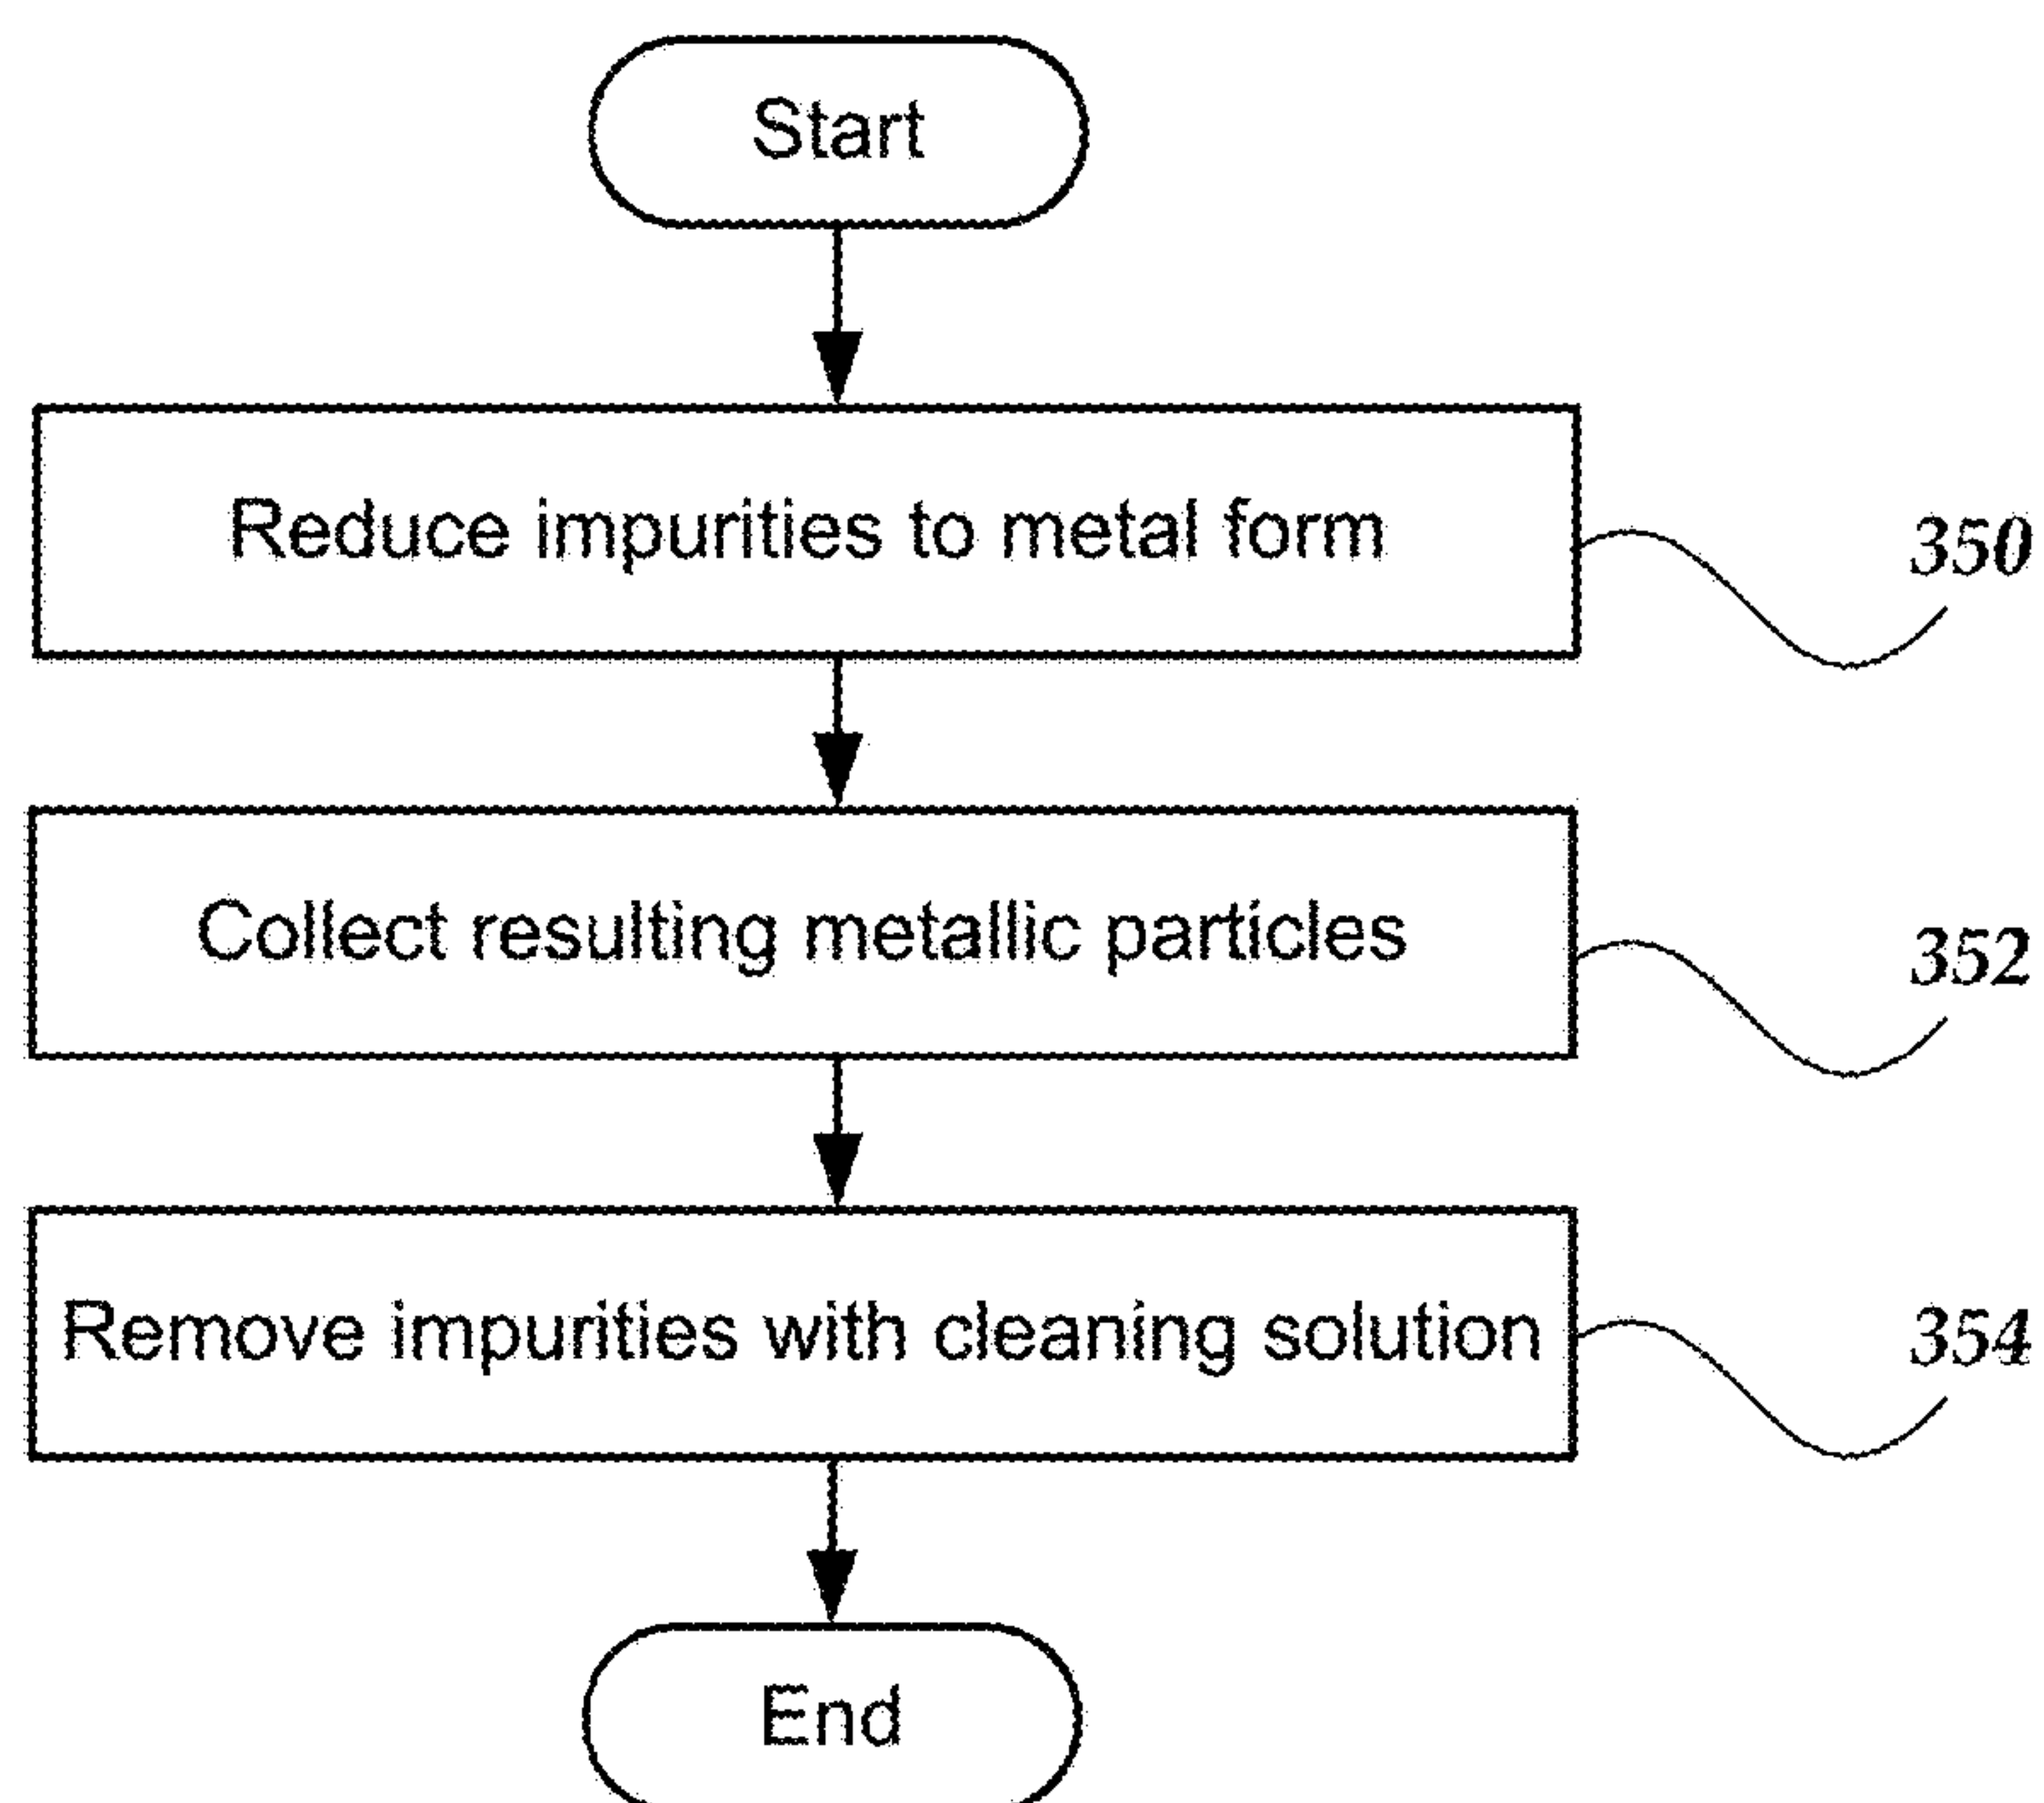 Start
Reduce impurities to metal form
350
Collect resulting metallic particles
352
Remove impurities with cleaning solution
354
End